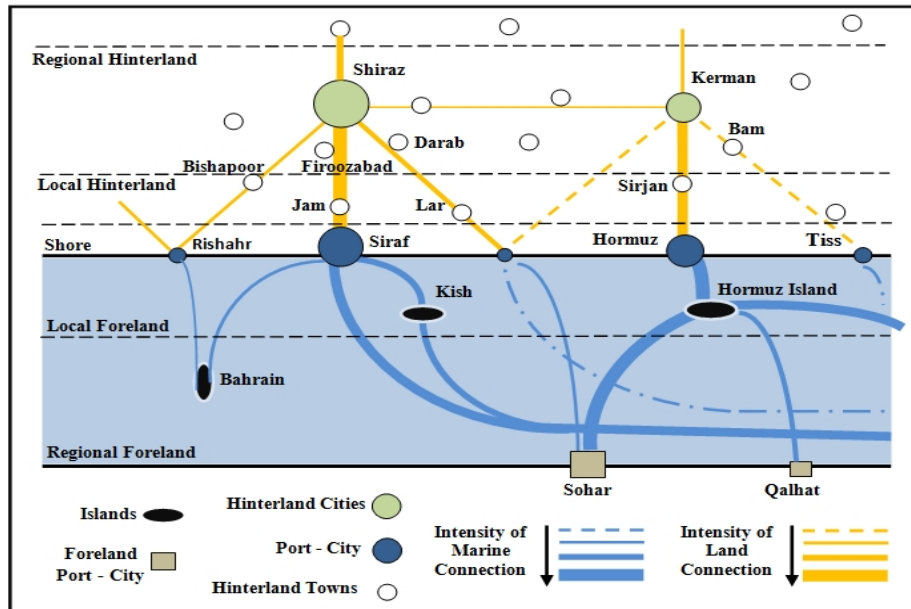 Regional Hinterland
Shiraz
Kerman
Darab
Bam
Bishapoor
Firoozabad
Local Hinterland
Sirjan
Jam
Lar
Shore
Rishahr
Siraf
Hormuz
Tiss
Kish
Hormuz Island
Local Foreland
Bahrain
Regional Foreland
Sohar
Qalhat
Islands
Hinterland Cities
Foreland
Port - City
Port - City
Hinterland Towns
Intensity of
Marine
Connection
Intensity of
Land
Connection